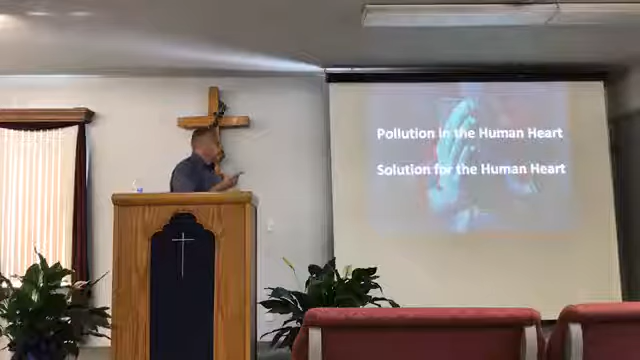 Pollution in the Human Heart
Solution for the Human Heart